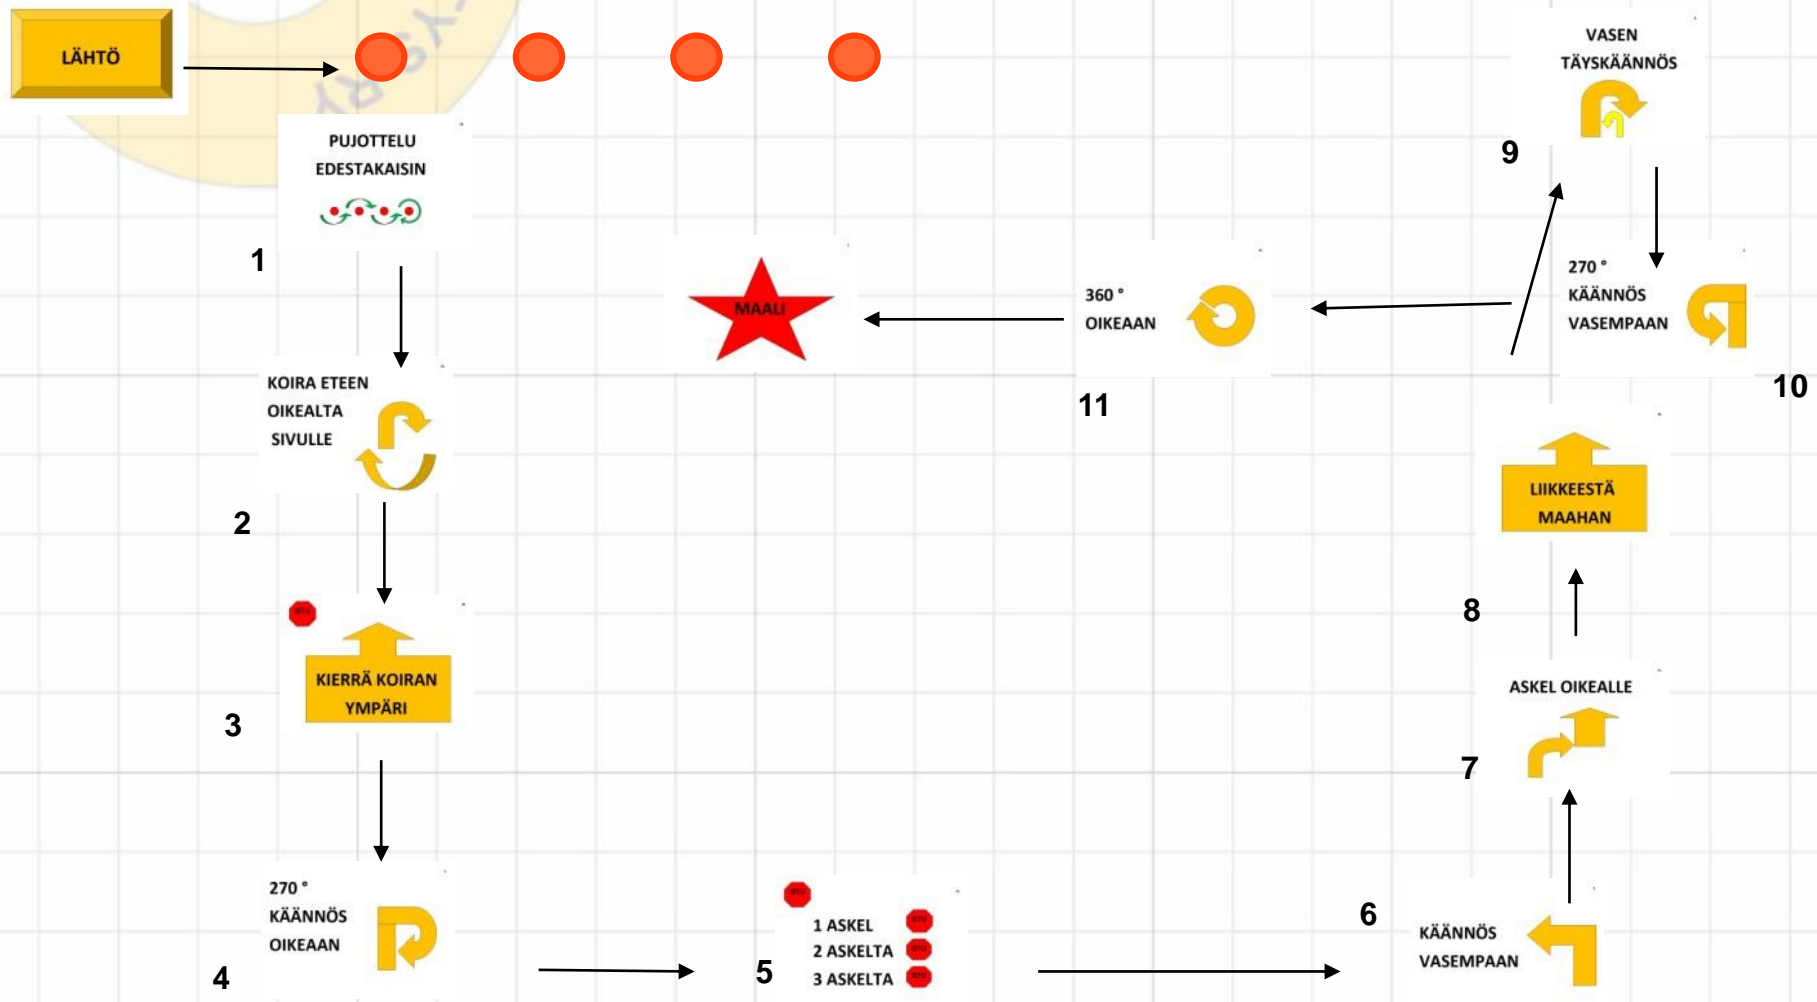 LÄHTÖ
-YS RY
PUJOTTELU
EDESTAKAISIN
1
KOIRA ETEEN
OIKEALTA
SIVULLE
2
KIERRÄ KOIRAN
YMPÄRI
3
270 °
KÄÄNNÖS
OIKEAAN
4
1 ASKEL
2 ASKELTA
3 ASKELTA
5
6
KÄÄNNÖS
VASEMPAAN
ASKEL OIKEALLE
7
LIIKKEESTÄ
MAAHAN
8
VASEN
TÄYSKÄÄNNÖS
9
270 °
KÄÄNNÖS
VASEMPAAN
10
360 °
OIKEAAN
11
MAALI